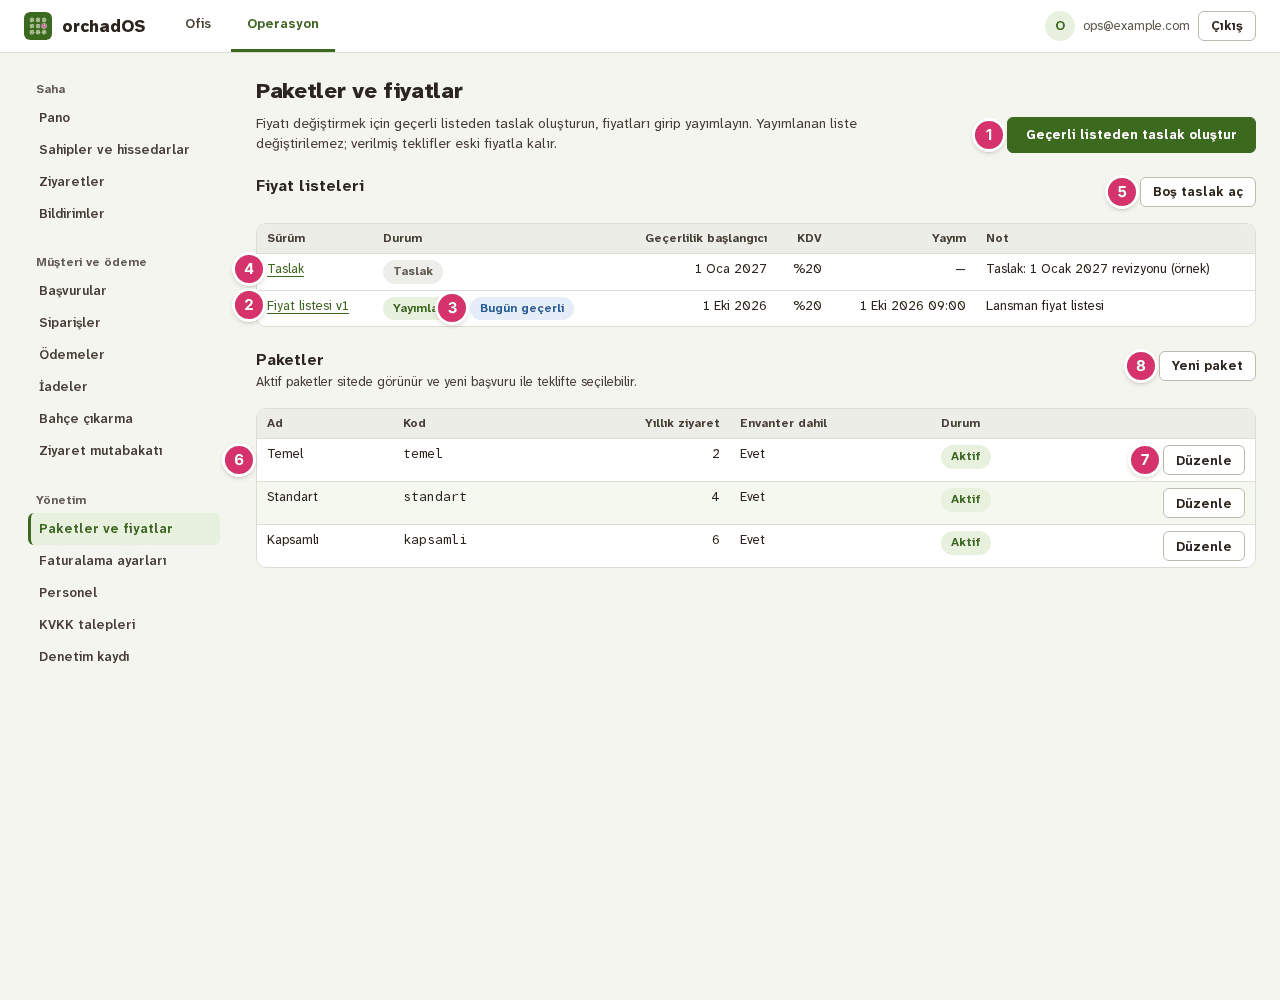 orchadOS
Ofis
Operasyon
O
ops@example.com
Çıkış
Saha
Pano
Sahipler ve hissedarlar
Ziyaretler
Bildirimler
Müşteri ve ödeme
Başvurular
Siparişler
Ödemeler
İadeler
Bahçe çıkarma
Ziyaret mutabakatı
Yönetim
Paketler ve fiyatlar
Faturalama ayarları
Personel
KVKK talepleri
Denetim kaydı
Paketler ve fiyatlar
Fiyatı değiştirmek için geçerli listeden taslak oluşturun, fiyatları girip yayımlayın. Yayımlanan liste
değiştirilemez; verilmiş teklifler eski fiyatla kalır.
1 Geçerli listeden taslak oluştur
Fiyat listeleri
5 Boş taslak aç
Sürüm Durum Geçerlilik başlangıcı KDV Yayım Not
4 Taslak Taslak 1 Oca 2027 %20 — Taslak: 1 Ocak 2027 revizyonu (örnek)
2 Fiyat listesi v1 3 Bugün geçerli 1 Eki 2026 %20 1 Eki 2026 09:00 Lansman fiyat listesi
Paketler
Aktif paketler sitede görünür ve yeni başvuru ile teklifte seçilebilir.
8 Yeni paket
Ad Kod Yıllık ziyaret Envanter dahil Durum
6 Temel temel 2 Evet Aktif 7 Düzenle
Standart standart 4 Evet Aktif Düzenle
Kapsamlı kapsamli 6 Evet Aktif Düzenle